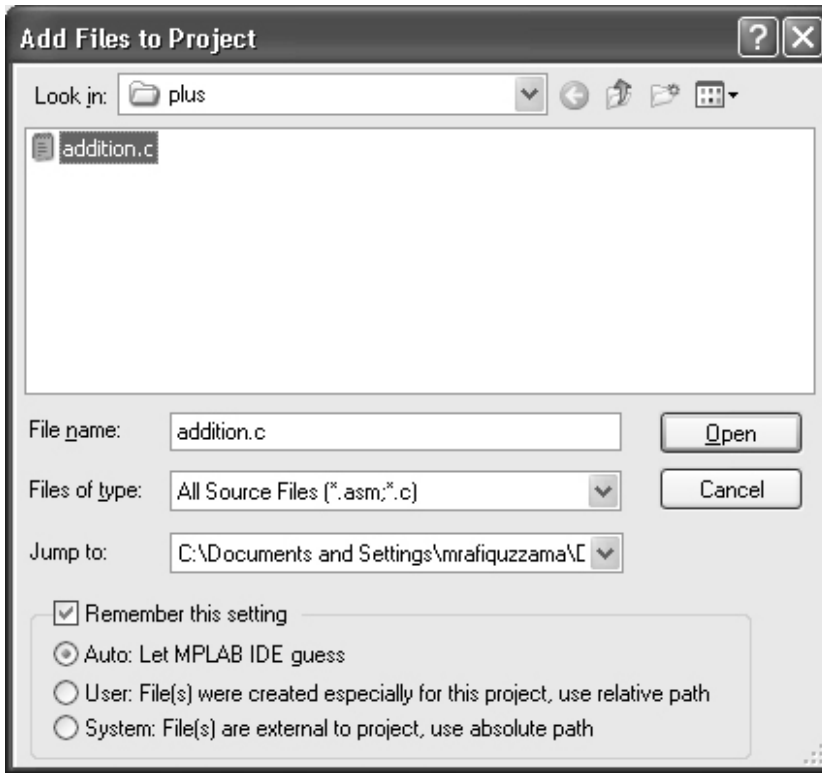 Add Files to Project
Look in: plus
addition.c
File name: addition.c Open
Files of type: All Source Files (*.asm;*.c) Cancel
Jump to: C:\Documents and Settings\mrafiquzzama\D
Remember this setting
Auto: Let MPLAB IDE guess
User: File(s) were created especially for this project, use relative path
System: File(s) are external to project, use absolute path